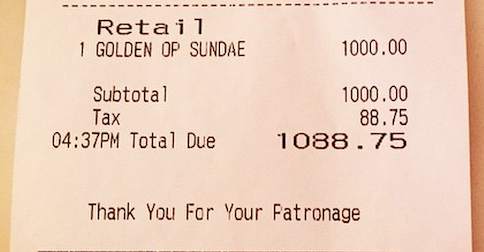 Retail
1 GOLDEN OP SUNDAE 1000.00
Subtotal 1000.00
Tax 88.75
04:37PM Total Due 1088.75
Thank You For Your Patronage